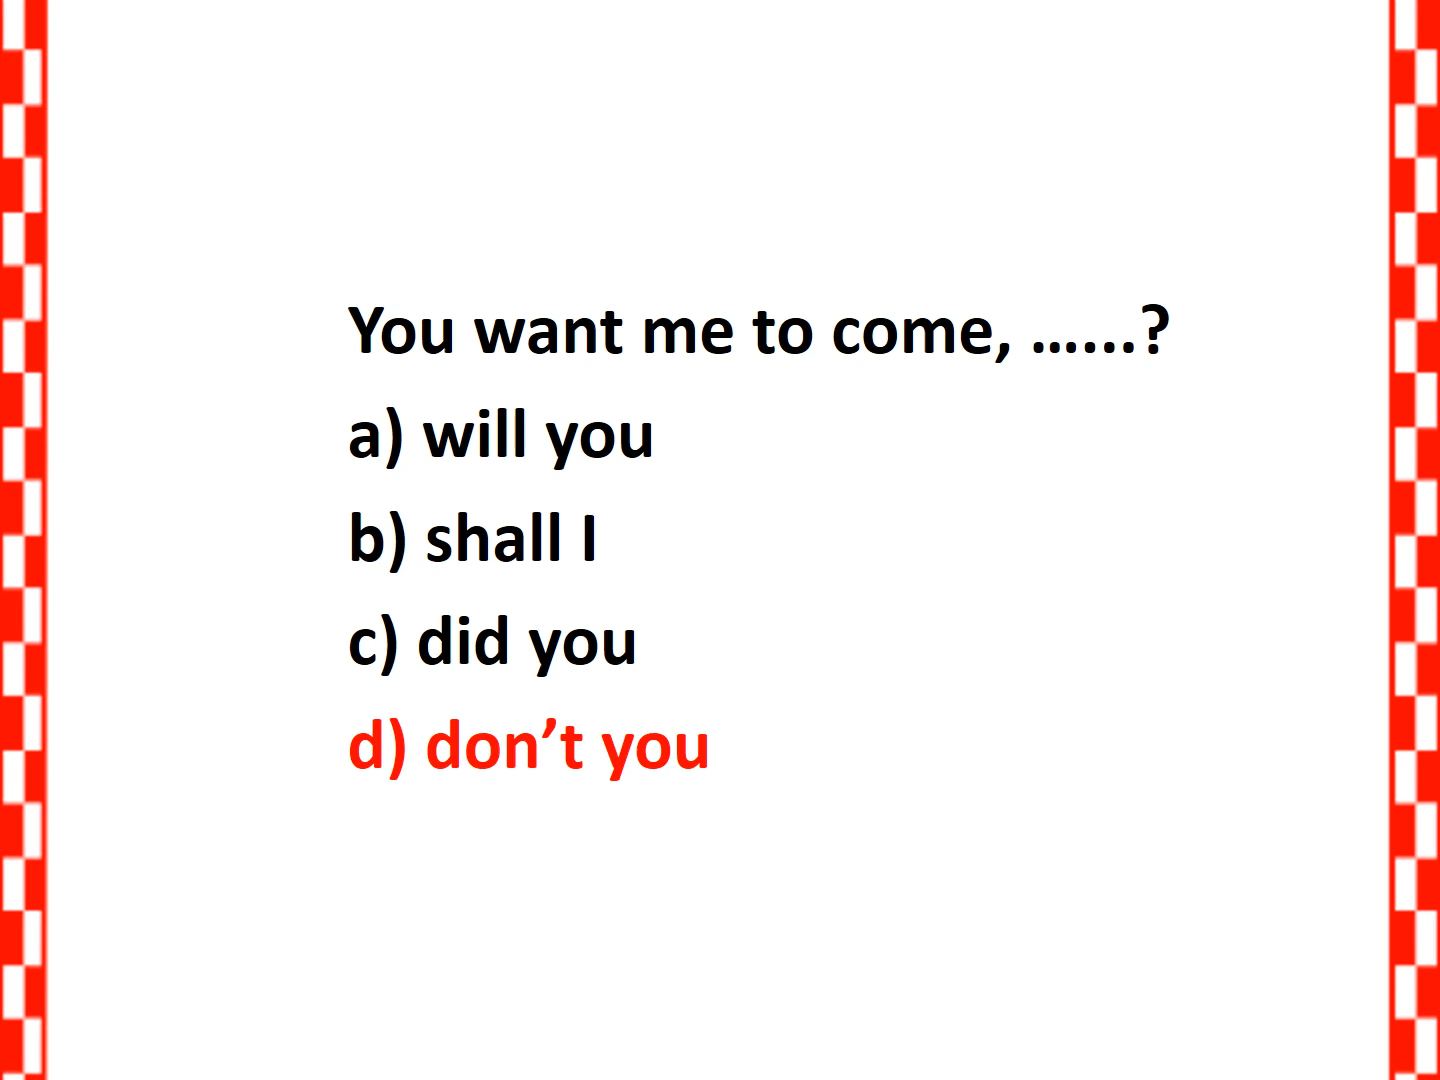 You want me to come, …...?
a) will you
b) shall I
c) did you
d) don’t you